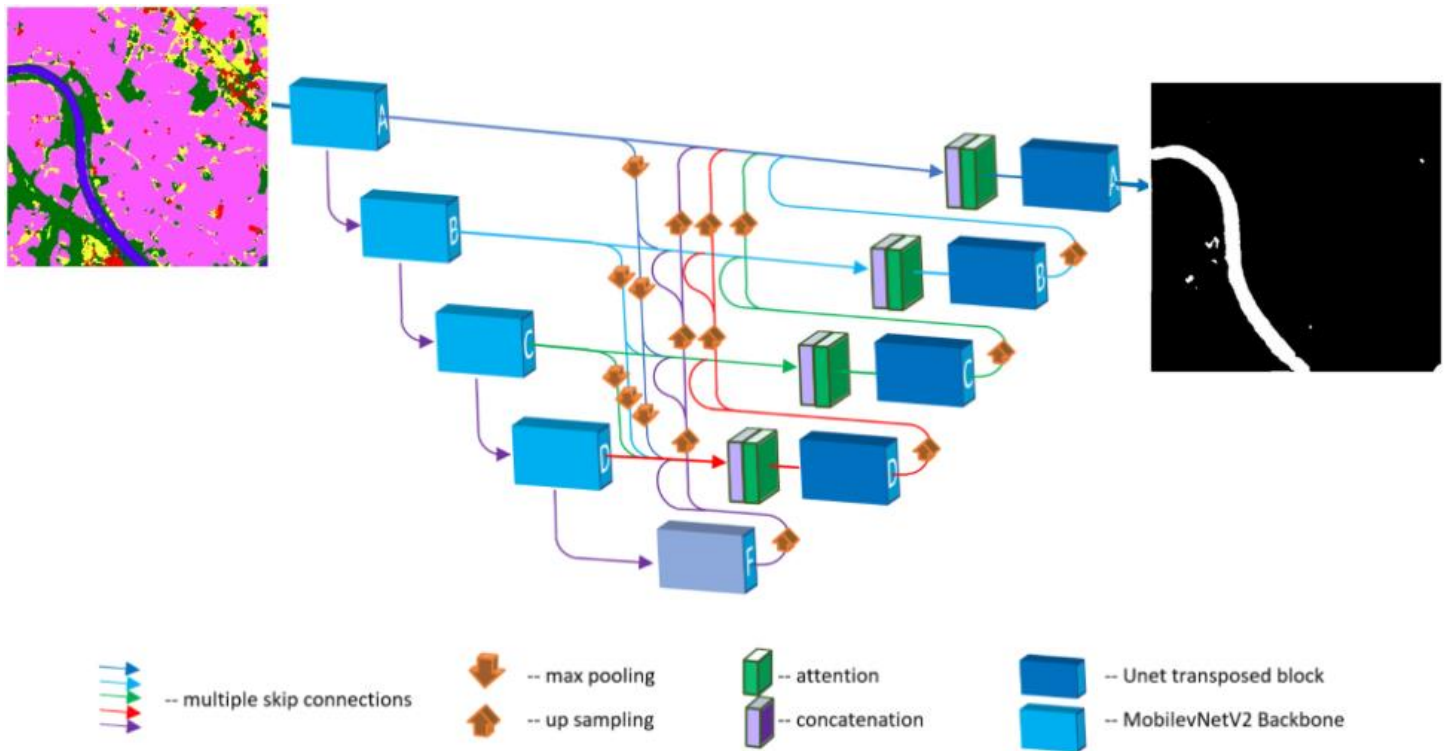 A
A
B
B
C
C
D
D
F
-- multiple skip connections
-- max pooling
-- up sampling
-- attention
-- concatenation
-- Unet transposed block
-- MobilevNetV2 Backbone